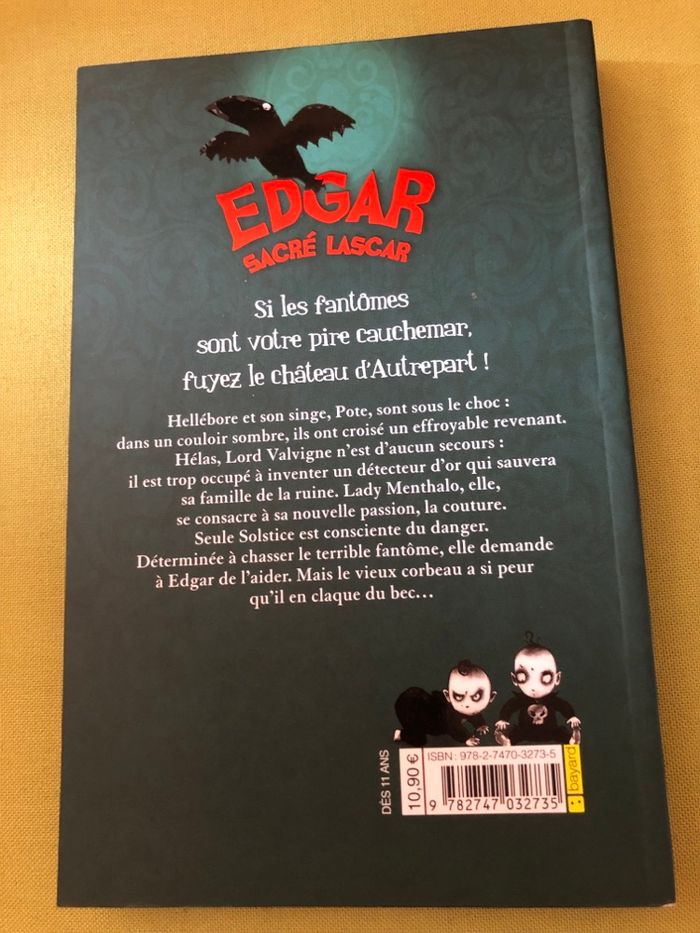 EDGAR
SACRÉ LASCAR
Si les fantômes
sont votre pire cauchemar,
fuyez le château d'Autrepart !
Hellébore et son singe, Pote, sont sous le choc :
dans un couloir sombre, ils ont croisé un effroyable revenant.
Hélas, Lord Valvigne n'est d'aucun secours :
il est trop occupé à inventer un détecteur d'or qui sauvera
sa famille de la ruine. Lady Menthalo, elle,
se consacre à sa nouvelle passion, la couture.
Seule Solstice est consciente du danger.
Déterminée à chasser le terrible fantôme, elle demande
à Edgar de l'aider. Mais le vieux corbeau a si peur
qu'il en claque du bec...
DÈS 11 ANS
10,90 €
ISBN : 978-2-7470-3273-5
9 782747 032735
bayard